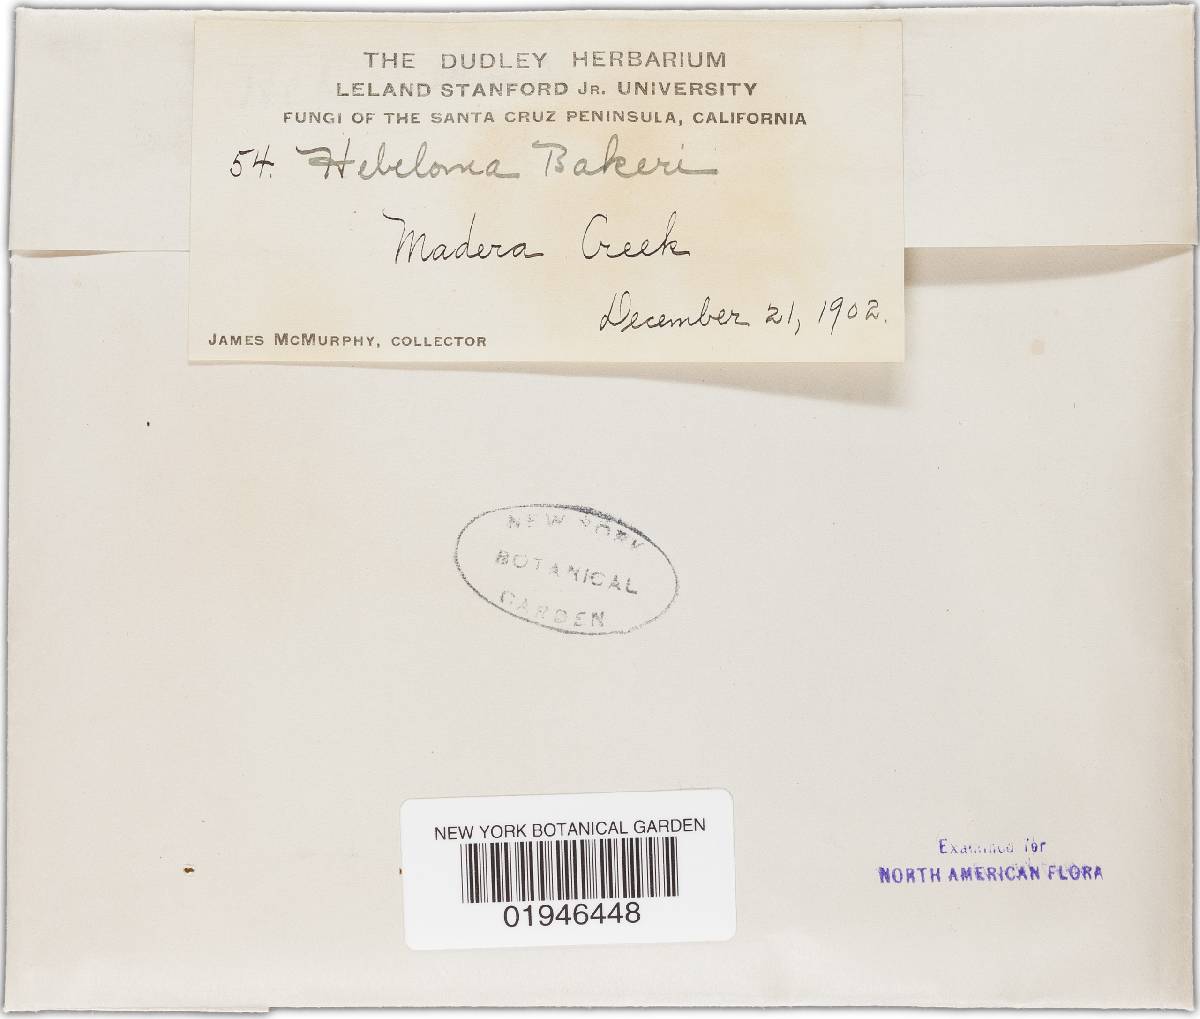 THE DUDLEY HERBARIUM
LELAND STANFORD JR. UNIVERSITY
FUNGI OF THE SANTA CRUZ PENINSULA, CALIFORNIA
54. Hebeloma Bakeri
Madera Creek
December 21, 1902.
JAMES MCMURPHY, COLLECTOR
NEW YORK
BOTANICAL
GARDEN
NEW YORK BOTANICAL GARDEN
01946448
Examined for
NORTH AMERICAN FLORA